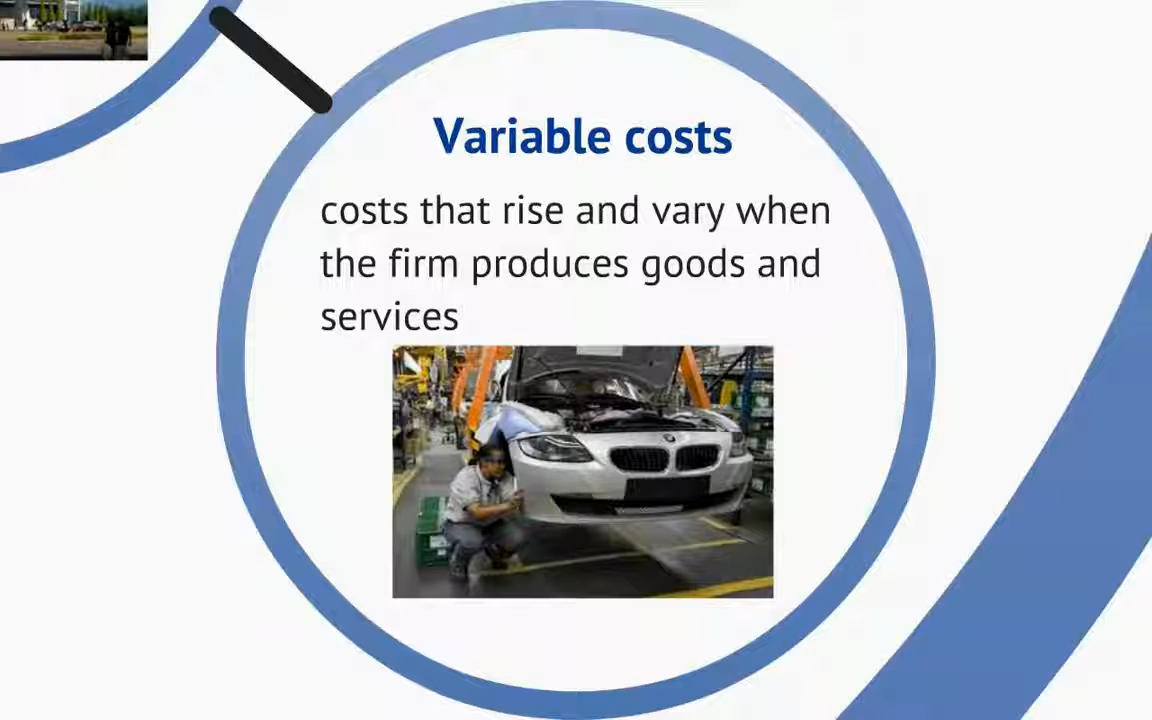 Variable costs
costs that rise and vary when
the firm produces goods and
services